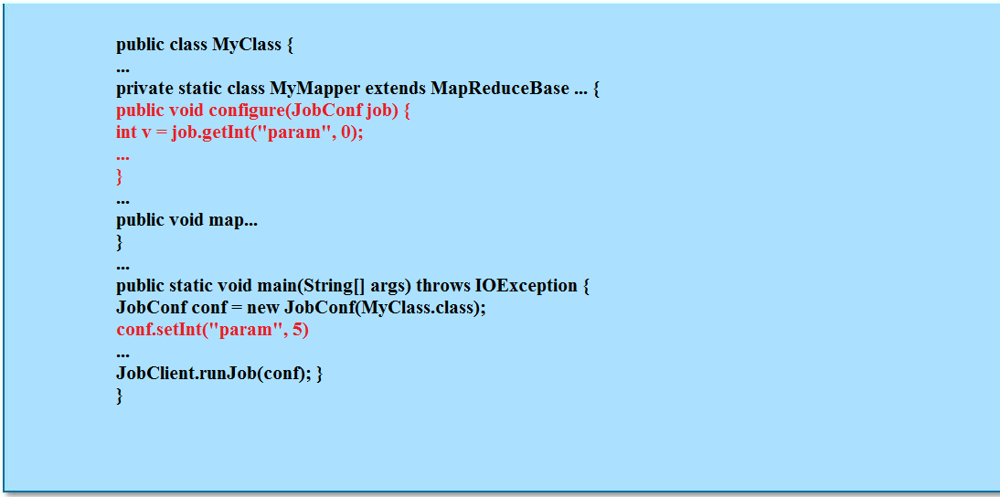 public class MyClass {
...
private static class MyMapper extends MapReduceBase ... {
public void configure(JobConf job) {
int v = job.getInt("param", 0);
...
}
...
public void map...
}
...
public static void main(String[] args) throws IOException {
JobConf conf = new JobConf(MyClass.class);
conf.setInt("param", 5)
...
JobClient.runJob(conf); }
}